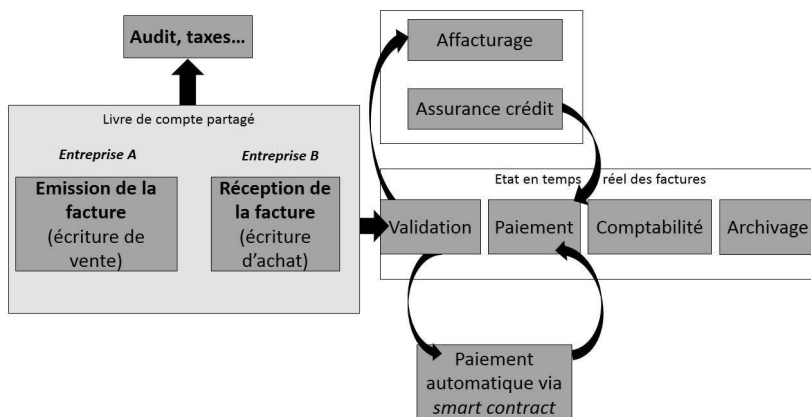 Audit, taxes...
Affacturage
Assurance crédit
Livre de compte partagé
Entreprise A
Entreprise B
Emission de la
facture
(écriture de
vente)
Réception de
la facture
(écriture
d'achat)
Etat en temps réel des factures
Validation
Paiement
Comptabilité
Archivage
Paiement
automatique via
smart contract